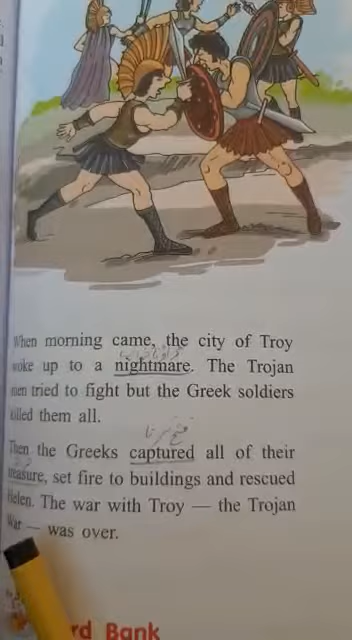 When morning came, the city of Troy
woke up to a nightmare. The Trojan
men tried to fight but the Greek soldiers
killed them all.
فتح کرنا
Then the Greeks captured all of their
treasure, set fire to buildings and rescued
Helen. The war with Troy — the Trojan
War — was over.
rd Bank